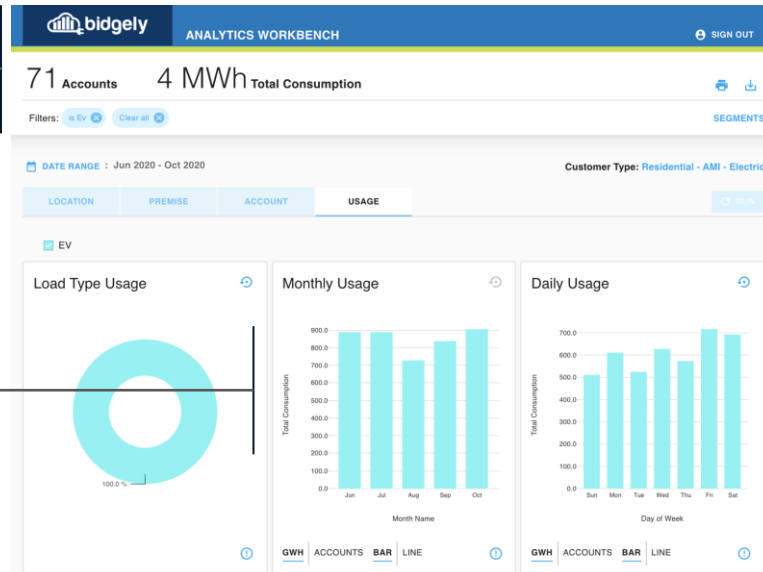 bidgely
ANALYTICS WORKBENCH
SIGN OUT
71 Accounts 4 MWh Total Consumption
Filters: is Ev Clear all
SEGMENTS
DATE RANGE : Jun 2020 - Oct 2020
Customer Type: Residential - AMI - Electric
LOCATION PREMISE ACCOUNT USAGE
RUN
EV
Load Type Usage
100.0 %
Monthly Usage
900.0
800.0
700.0
600.0
500.0
400.0
300.0
200.0
100.0
0.0
Total Consumption
Jun Jul Aug Sep Oct
Month Name
GWH ACCOUNTS BAR LINE
Daily Usage
700.0
600.0
500.0
400.0
300.0
200.0
100.0
0.0
Total Consumption
Sun Mon Tue Wed Thu Fri Sat
Day of Week
GWH ACCOUNTS BAR LINE